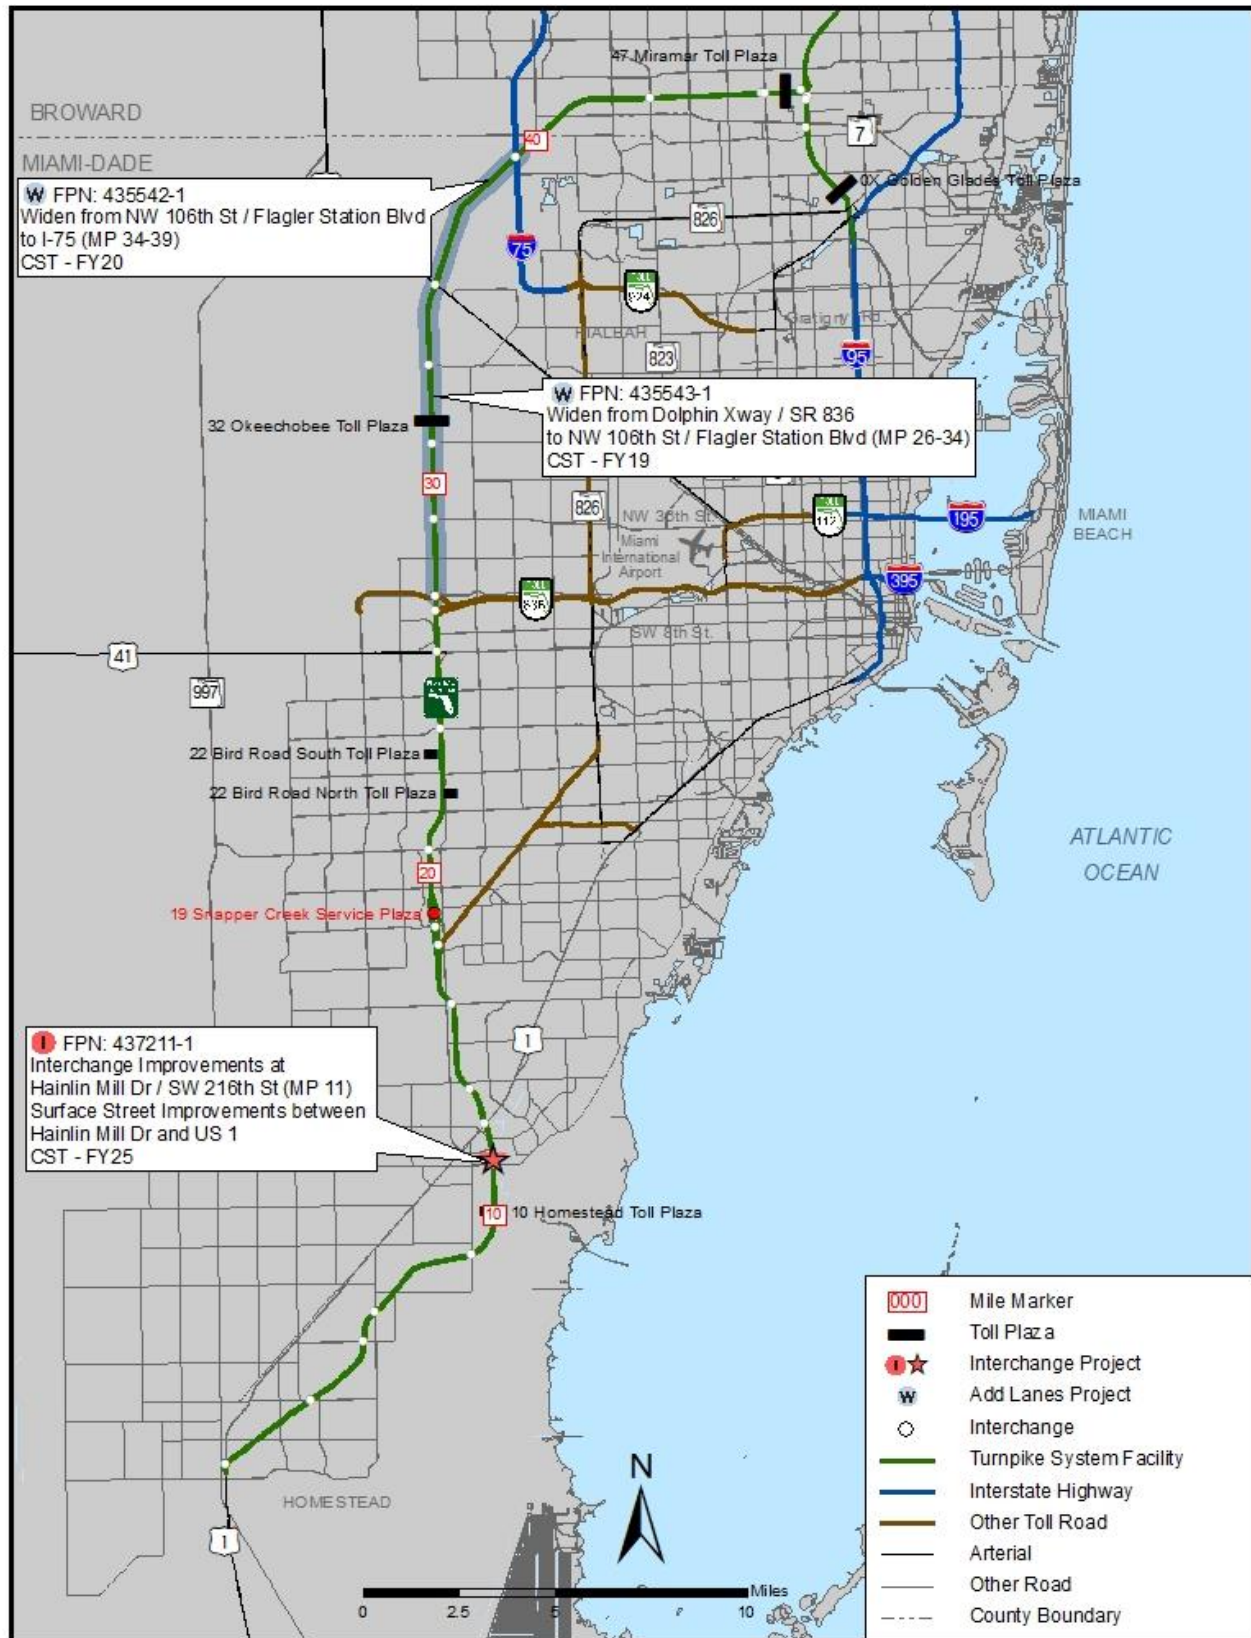 47 Miramar Toll Plaza
BROWARD
40
7
MIAMI-DADE
0X Golden Glades Toll Plaza
W FPN: 435542-1
Widen from NW 106th St / Flagler Station Blvd
to I-75 (MP 34-39)
CST - FY20
826
75
924
Gratigny Rd.
HIALEAH
823
95
W FPN: 435543-1
Widen from Dolphin Xway / SR 836
to NW 106th St / Flagler Station Blvd (MP 26-34)
CST - FY19
32 Okeechobee Toll Plaza
30
826
NW 36th St.
112
195
MIAMI
BEACH
Miami
International
Airport
395
836
SW 8th St.
41
997
22 Bird Road South Toll Plaza
22 Bird Road North Toll Plaza
ATLANTIC
OCEAN
20
19 Snapper Creek Service Plaza
I FPN: 437211-1
Interchange Improvements at
Hainlin Mill Dr / SW 216th St (MP 11)
Surface Street Improvements between
Hainlin Mill Dr and US 1
CST - FY25
1
10 10 Homestead Toll Plaza
HOMESTEAD
1
N
Miles
0 2.5 5 10
000 Mile Marker
Toll Plaza
I Interchange Project
W Add Lanes Project
Interchange
Turnpike System Facility
Interstate Highway
Other Toll Road
Arterial
Other Road
County Boundary